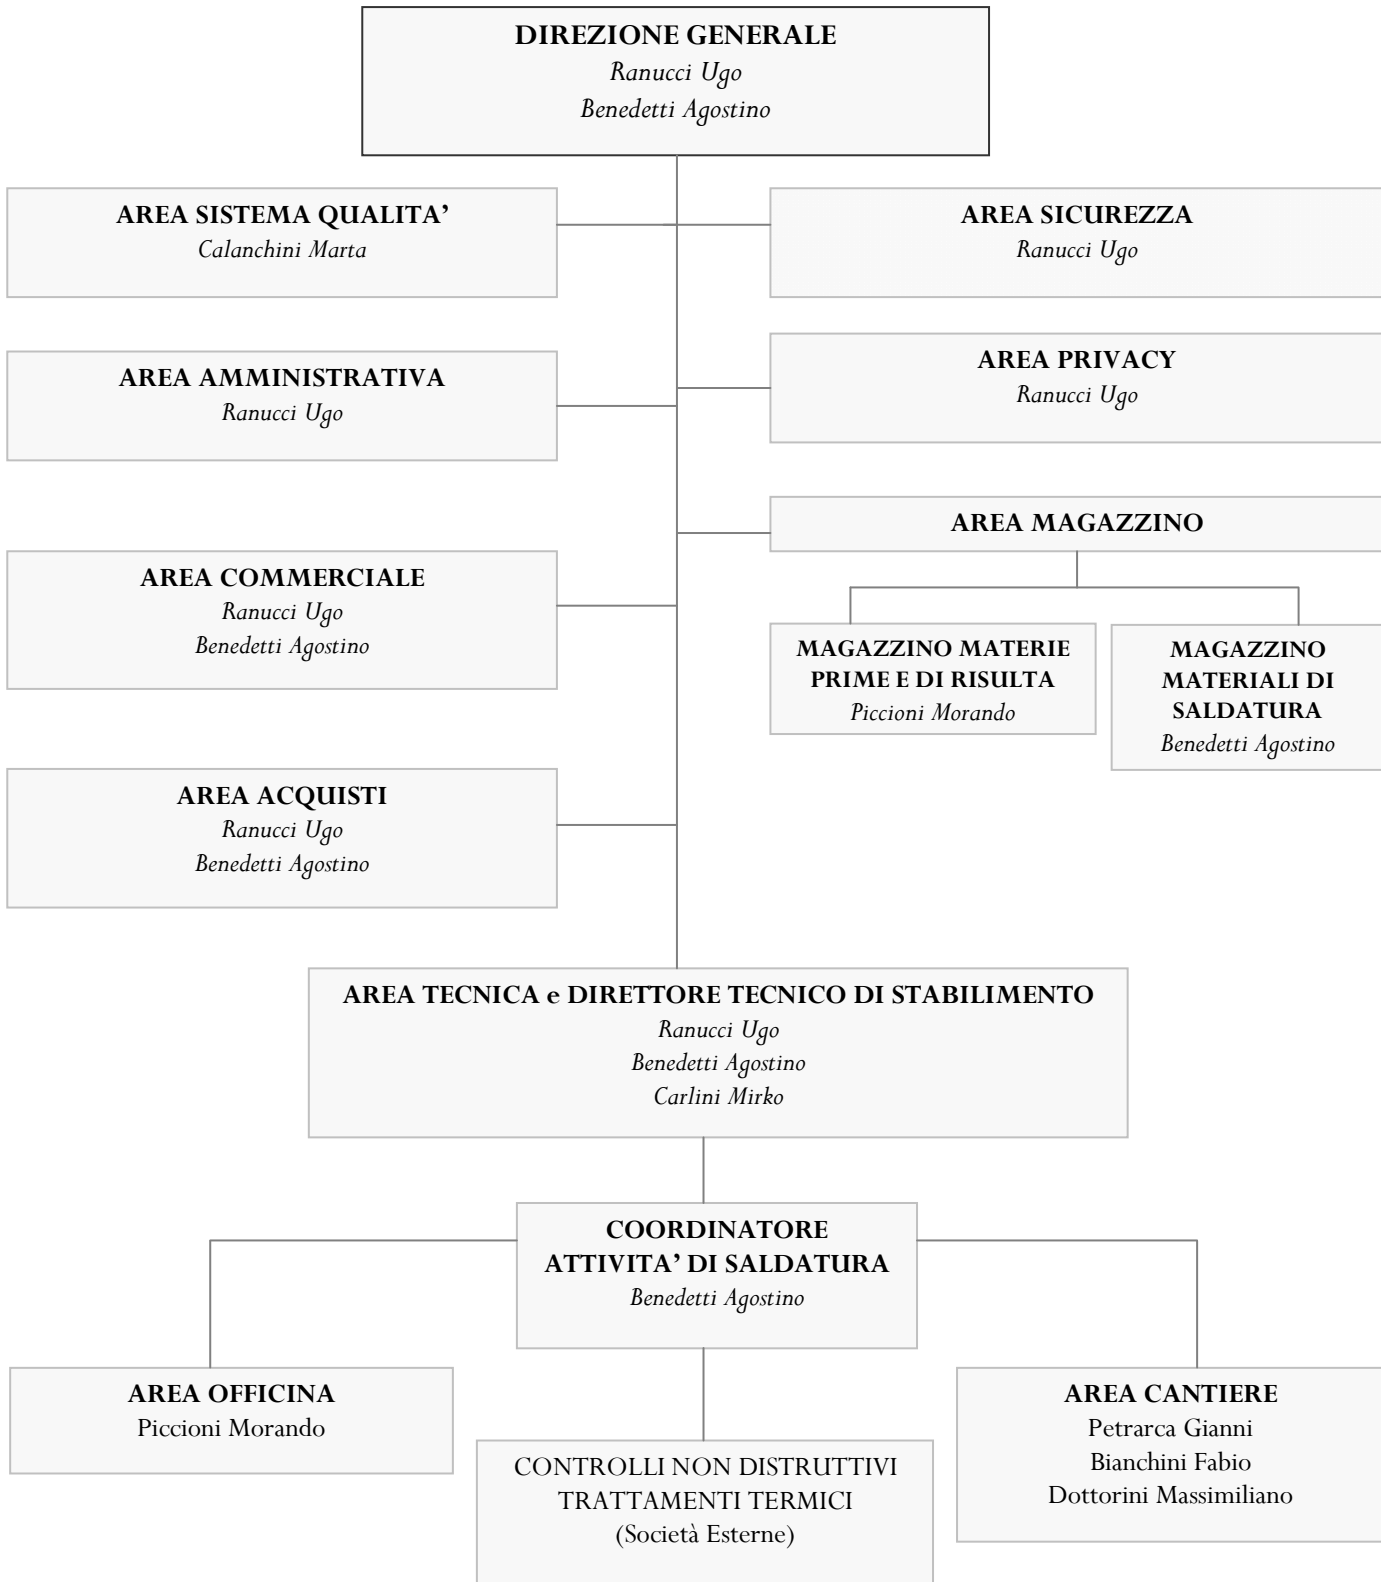 DIREZIONE GENERALE
Ranucci Ugo
Benedetti Agostino
AREA SISTEMA QUALITA’
Calanchini Marta
AREA SICUREZZA
Ranucci Ugo
AREA AMMINISTRATIVA
Ranucci Ugo
AREA PRIVACY
Ranucci Ugo
AREA MAGAZZINO
AREA COMMERCIALE
Ranucci Ugo
Benedetti Agostino
MAGAZZINO MATERIE
PRIME E DI RISULTA
Piccioni Morando
MAGAZZINO
MATERIALI DI
SALDATURA
Benedetti Agostino
AREA ACQUISTI
Ranucci Ugo
Benedetti Agostino
AREA TECNICA e DIRETTORE TECNICO DI STABILIMENTO
Ranucci Ugo
Benedetti Agostino
Carlini Mirko
COORDINATORE
ATTIVITA’ DI SALDATURA
Benedetti Agostino
AREA OFFICINA
Piccioni Morando
CONTROLLI NON DISTRUTTIVI
TRATTAMENTI TERMICI
(Società Esterne)
AREA CANTIERE
Petrarca Gianni
Bianchini Fabio
Dottorini Massimiliano